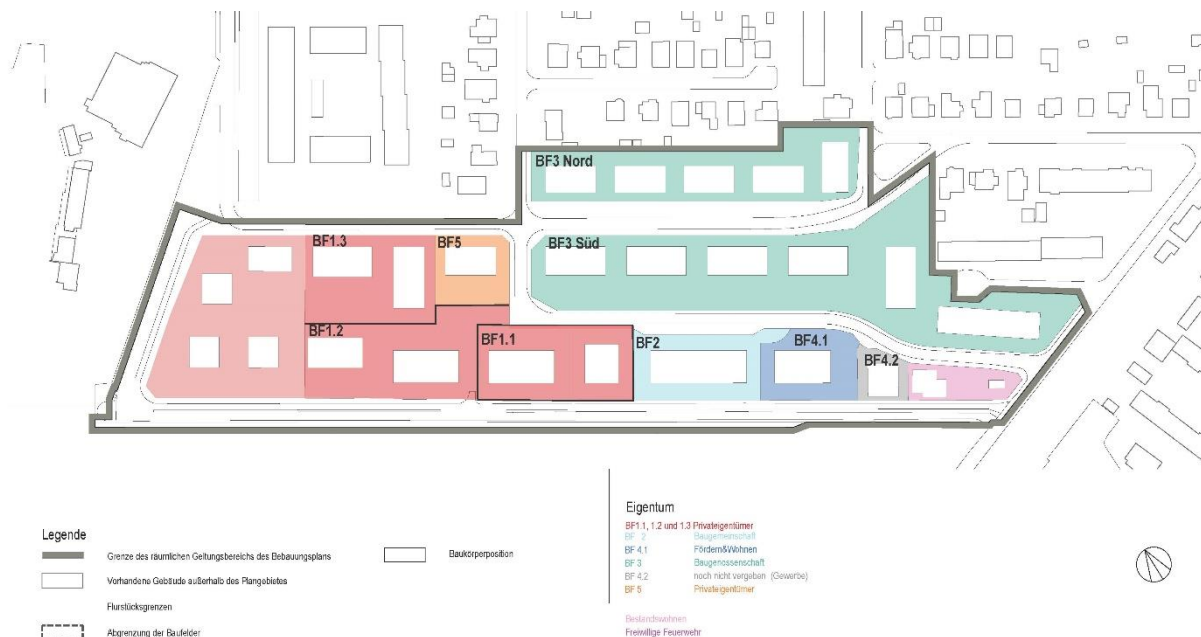 BF3 Nord
BF1.3
BF5
BF3 Süd
BF1.2
BF1.1
BF2
BF4.1
BF4.2
Legende
Grenze des räumlichen Geltungsbereichs des Bebauungsplans
Baukörperposition
Vorhandene Gebäude außerhalb des Plangebietes
Flurstücksgrenzen
Abgrenzung der Baufelder
Eigentum
BF1.1, 1.2 und 1.3 Privateigentümer
BF 2 Baugemeinschaft
BF 4.1 Fördern&Wohnen
BF 3 Baugenossenschaft
BF 4.2 noch nicht vergeben (Gewerbe)
BF 5 Privateigentümer
Bestandswohnen
Freiwillige Feuerwehr